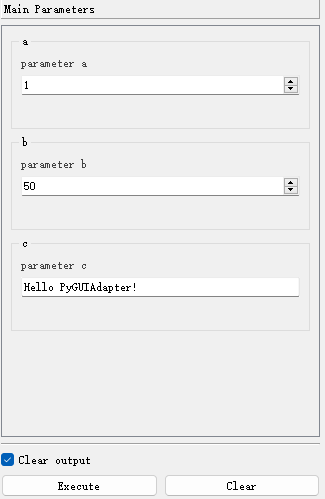 Main Parameters
a
parameter a
1
b
parameter b
50
c
parameter c
Hello PyGUIAdapter!
Clear output
Execute
Clear